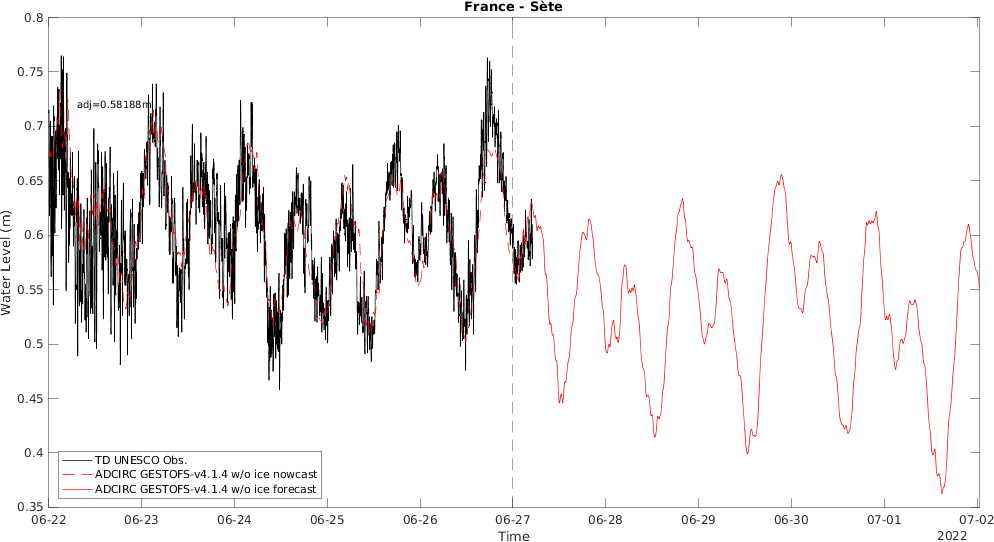 France - Sète
0.8
0.75
0.7
0.65
0.6
0.55
0.5
0.45
0.4
0.35
Water Level (m)
adj=0.58188m
TD UNESCO Obs.
ADCIRC GESTOFS-v4.1.4 w/o ice nowcast
ADCIRC GESTOFS-v4.1.4 w/o ice forecast
06-22 06-23 06-24 06-25 06-26 06-27 06-28 06-29 06-30 07-01 07-02
Time
2022